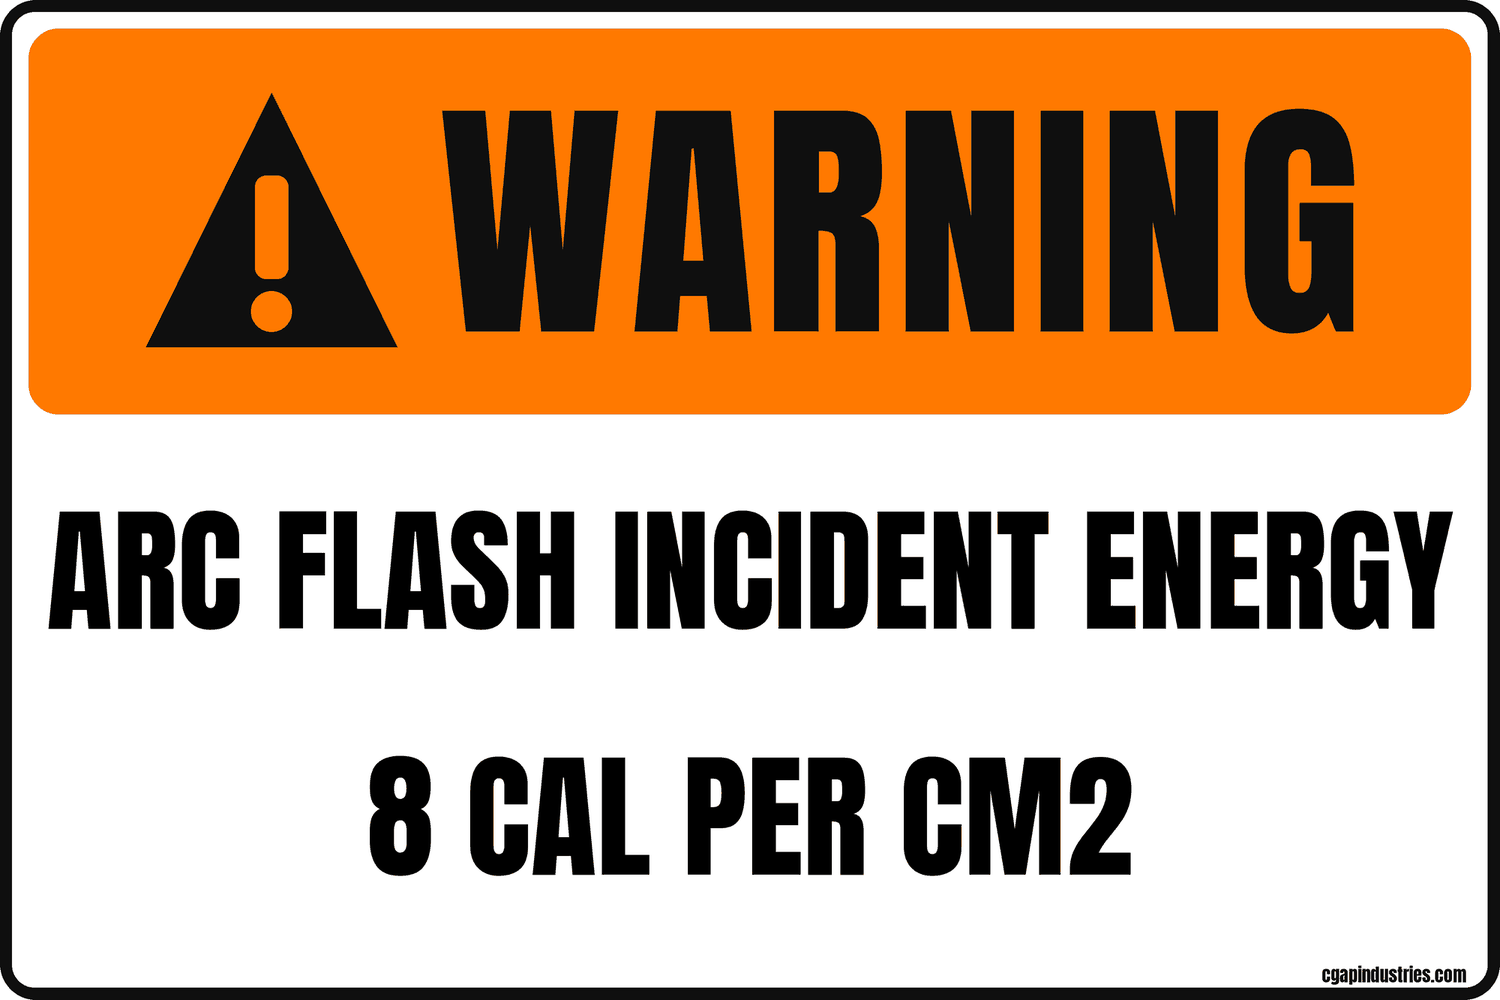 WARNING
ARC FLASH INCIDENT ENERGY
8 CAL PER CM2
cgapindustries.com